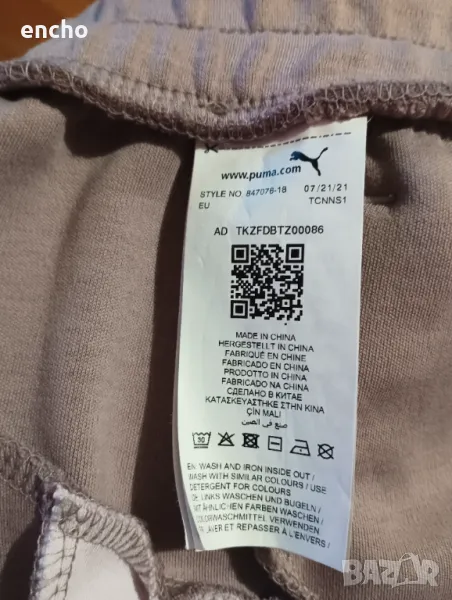 encho
www.puma.com
STYLE NO 847076-18 07/21/21
EU TCNNS1
AD TKZFDBTZ00086
MADE IN CHINA
HERGESTELLT IN CHINA
FABRIQUÉ EN CHINE
FABRICADO EN CHINA
PRODOTTO IN CHINA
FABRICADO NA CHINA
СДЕЛАНО В КИТАЕ
ΚΑΤΑΣΚΕΥΑΣΤΗΚΕ ΣΤΗΝ ΚΙΝΑ
ÇİN MALI
صنع في الصين
30
EN: WASH AND IRON INSIDE OUT /
WASH WITH SIMILAR COLOURS / USE
DETERGENT FOR COLOURS
DE: LINKS WASCHEN UND BÜGELN /
MIT ÄHNLICHEN FARBEN WASCHEN /
COLORWASCHMITTEL VERWENDEN
FR: LAVER ET REPASSER À L'ENVERS /
BAZAR